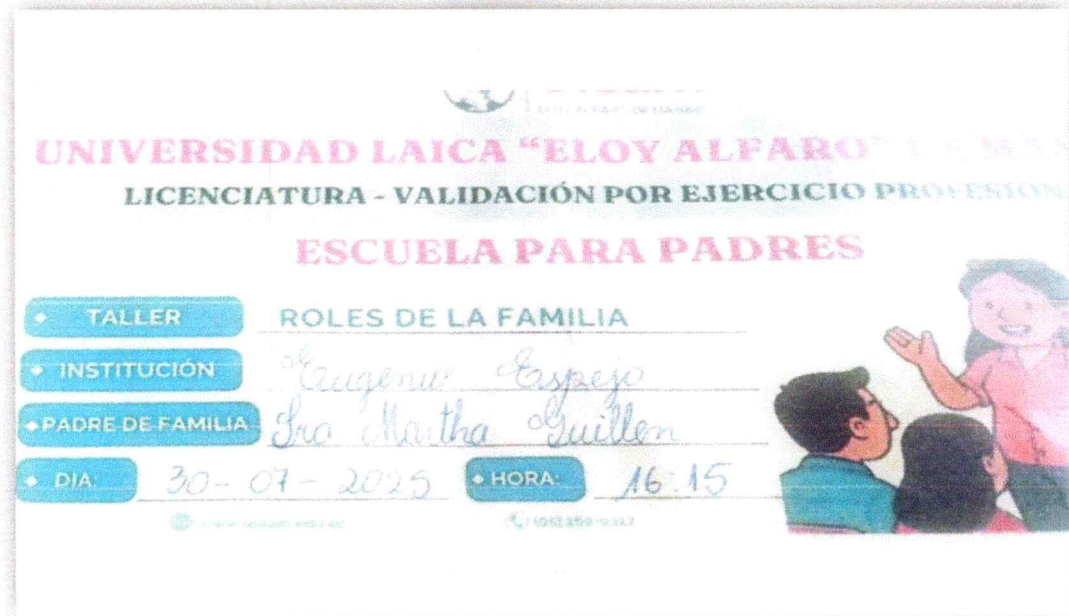 UNIVERSIDAD LAICA "ELOY ALFARO"
LICENCIATURA - VALIDACIÓN POR EJERCICIO PROFESION
ESCUELA PARA PADRES
TALLER ROLES DE LA FAMILIA
INSTITUCIÓN Eugenio Espejo
PADRE DE FAMILIA Sra Martha Guillen
DIA: 30-07-2025 HORA: 16:15